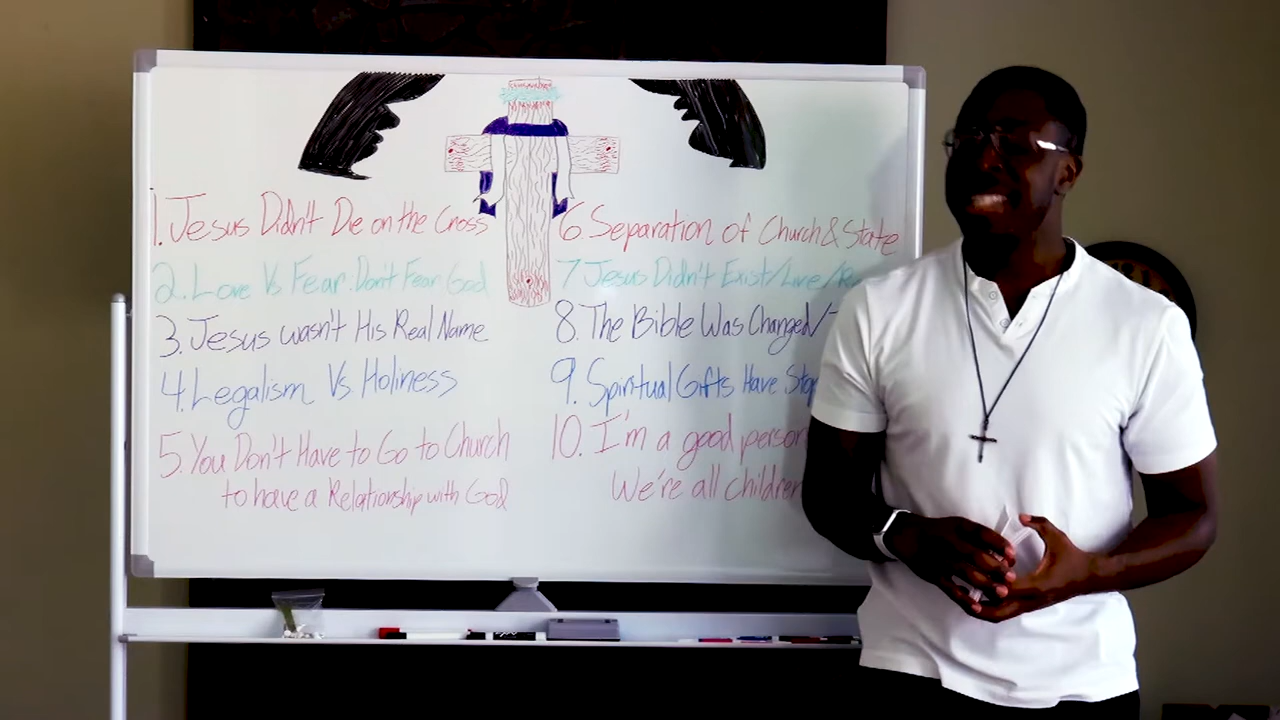 1. Jesus Didn't Die on the Cross
2. Love Vs Fear. Don't Fear God
3. Jesus wasn't His Real Name
4. Legalism Vs. Holiness
5. You Don't Have to Go to Church
to have a Relationship with God
6. Separation of Church & State
7 Jesus Didn't Exist/Live/
8. The Bible Was Changed/
9. Spiritual Gifts Have
10. I'm a good person
We're all children